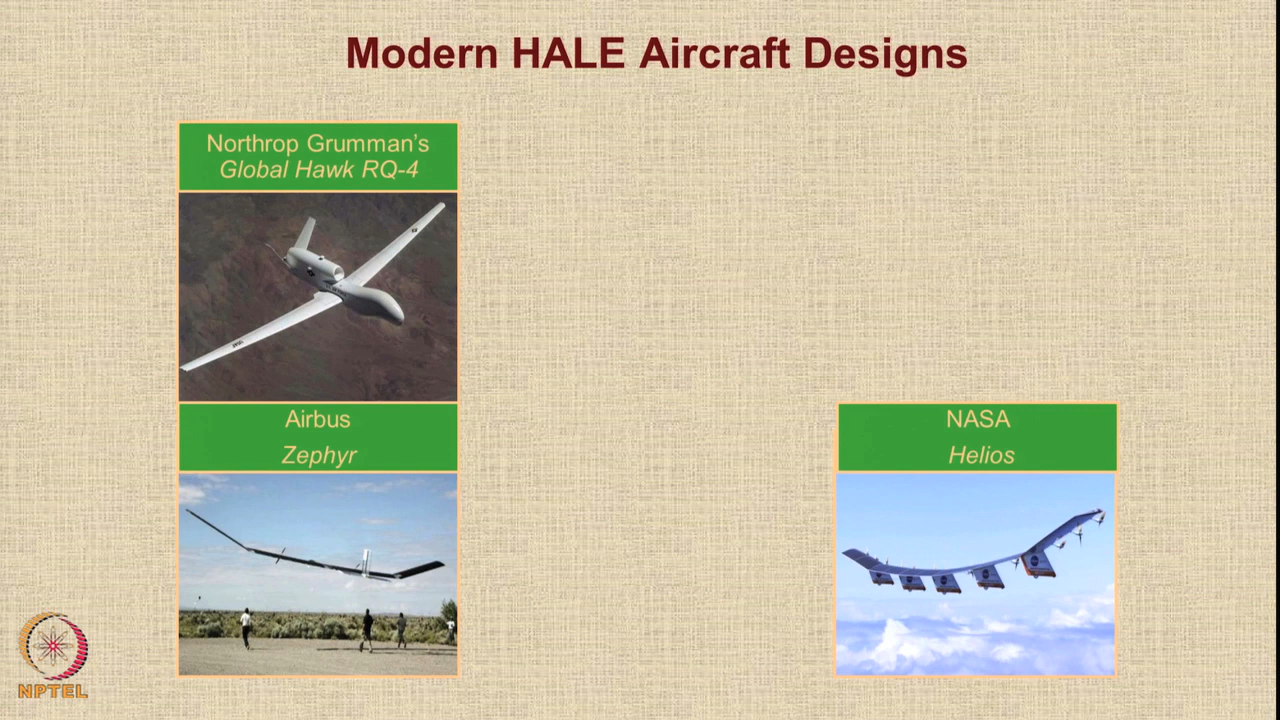 Modern HALE Aircraft Designs
Northrop Grumman’s
Global Hawk RQ-4
Airbus
Zephyr
NASA
Helios
NPTEL